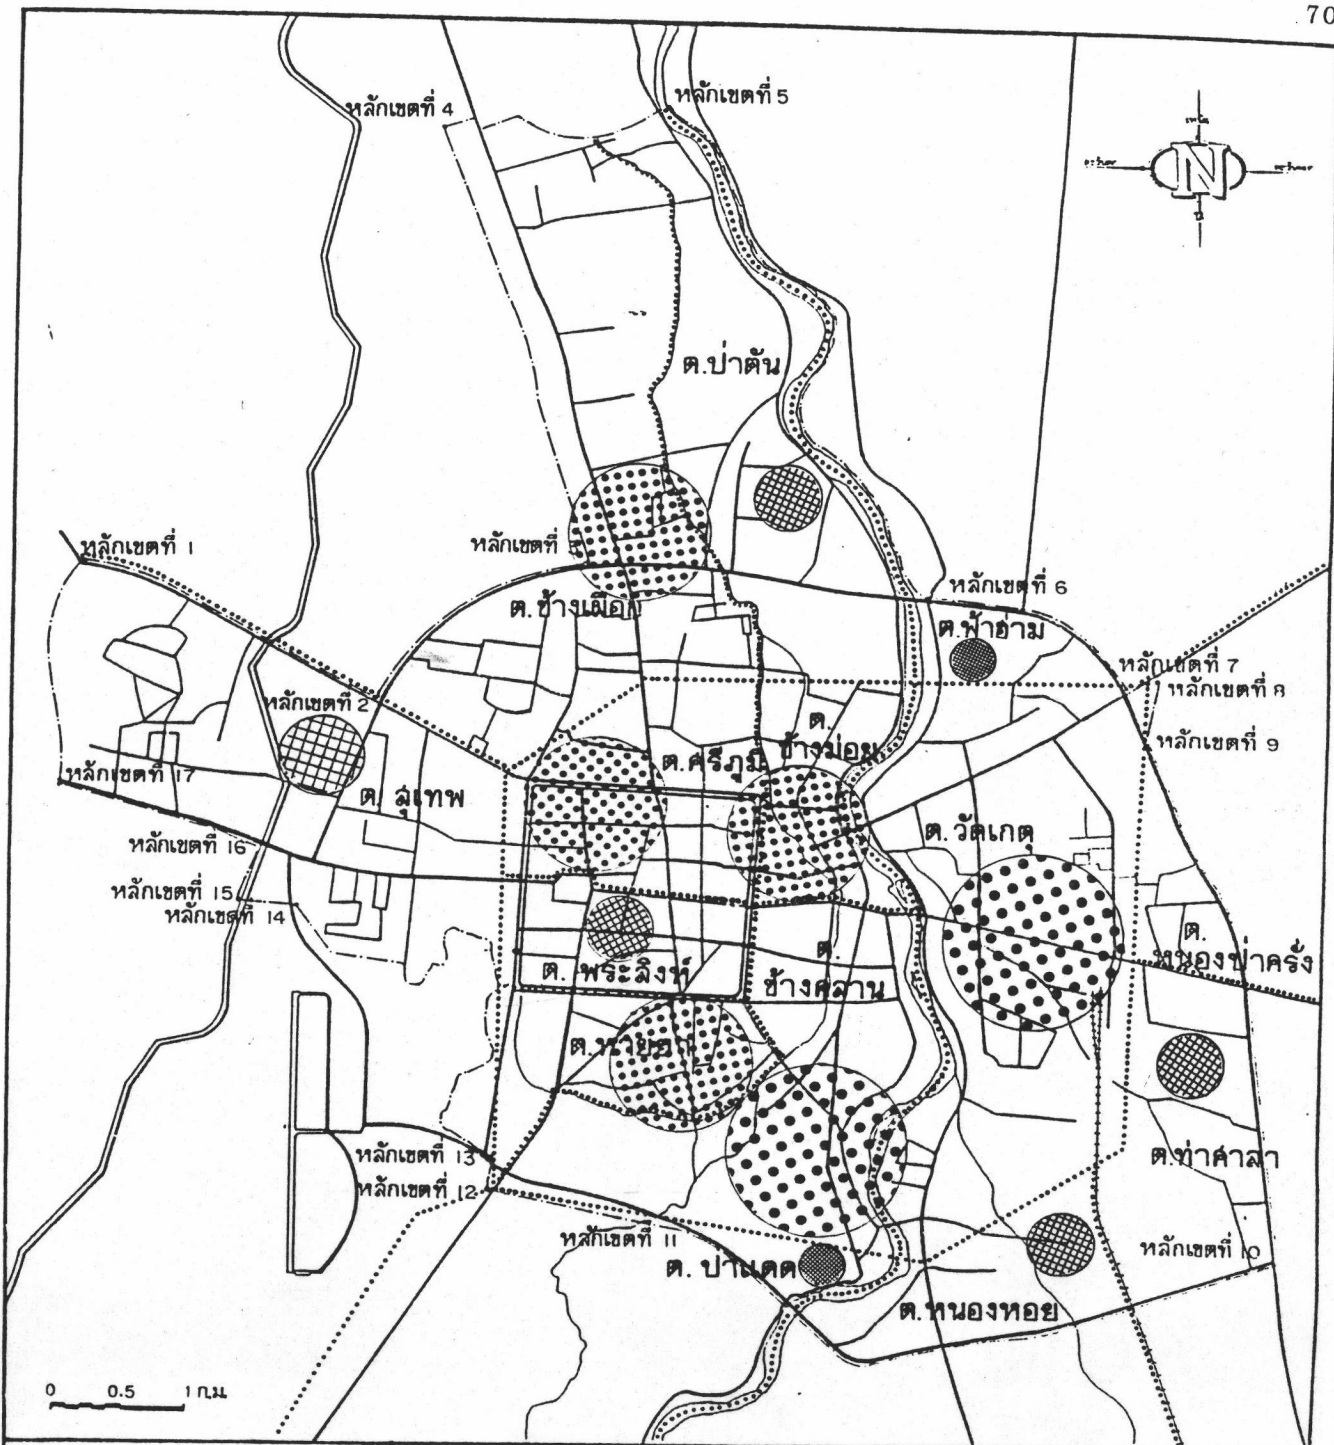 70
หลักเขตที่ 4
หลักเขตที่ 5
เหนือ
ใต้
ต.ป่าตัน
หลักเขตที่ 1
หลักเขตที่
หลักเขตที่ 6
ต.ช้างเผือก
ต.ฟ้าฮ่าม
หลักเขตที่ 7
หลักเขตที่ 8
หลักเขตที่ 2
หลักเขตที่ 9
ต.
ช้างม่อย
ต.ศรีภูมิ
หลักเขตที่ 17
ต. สุเทพ
หลักเขตที่ 16
ต.วัดเกต
หลักเขตที่ 15
หลักเขตที่ 14
ต.
หนองป่าครั่ง
ต. พระสิงห์
ต.
ช้างคลาน
ต.หายยา
หลักเขตที่ 13
ต.ท่าศาลา
หลักเขตที่ 12
หลักเขตที่ 11
หลักเขตที่ 10
ต. ป่าแดด
ต.หนองหอย
0 0.5 1 ก.ม.